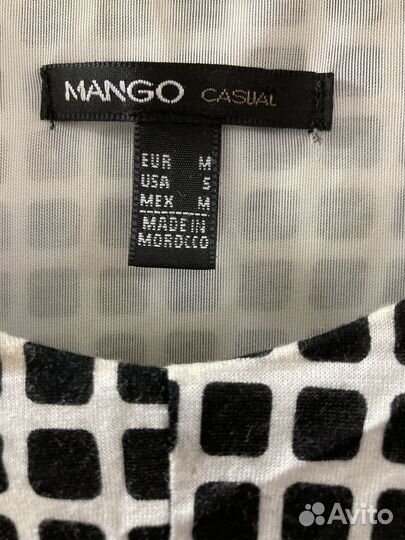 MANGO CASUAL
EUR M
USA S
MEX M
MADE IN
MOROCCO
Avito